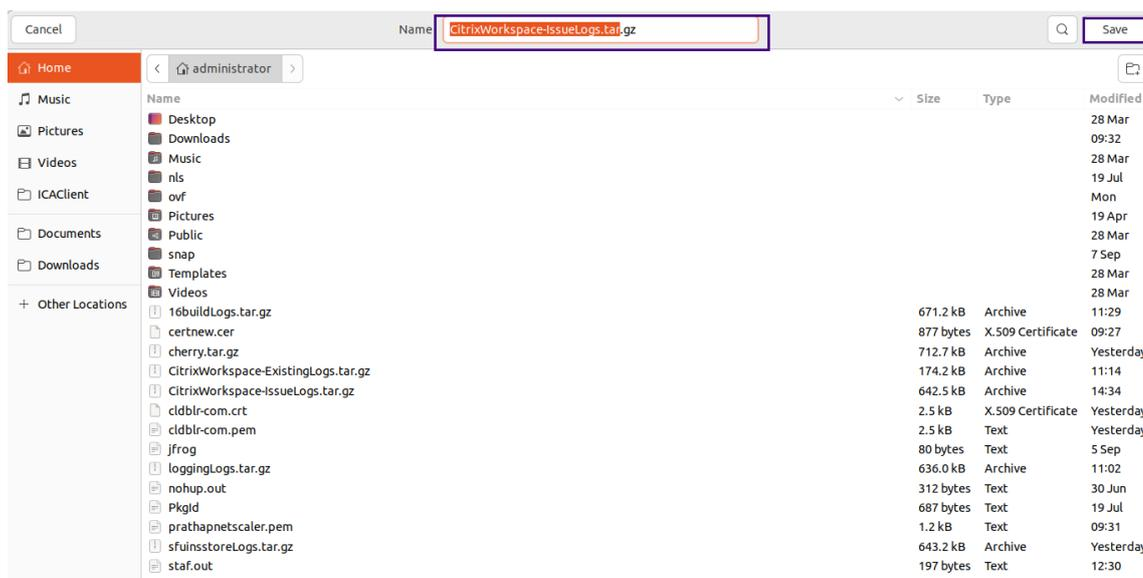 Cancel Name CitrixWorkspace-IssueLogs.tar.gz Save
Home administrator
Music Name Size Type Modified
Desktop 28 Mar
Pictures Downloads 09:32
Music 28 Mar
Videos nls 19 Jul
ICAClient ovf Mon
Pictures 19 Apr
Documents Public 28 Mar
snap 7 Sep
Downloads Templates 28 Mar
Videos 28 Mar
+ Other Locations 16buildLogs.tar.gz 671.2 kB Archive 11:29
certnew.cer 877 bytes X.509 Certificate 09:27
cherry.tar.gz 712.7 kB Archive Yesterday
CitrixWorkspace-ExistingLogs.tar.gz 174.2 kB Archive 11:14
CitrixWorkspace-IssueLogs.tar.gz 642.5 kB Archive 14:34
cldblr-com.crt 2.5 kB X.509 Certificate Yesterday
cldblr-com.pem 2.5 kB Text Yesterday
jfrog 80 bytes Text 5 Sep
loggingLogs.tar.gz 636.0 kB Archive 11:02
nohup.out 312 bytes Text 30 Jun
PkgId 687 bytes Text 19 Jul
prathapnetscaler.pem 1.2 kB Text 09:31
sfuinsstoreLogs.tar.gz 643.2 kB Archive Yesterday
staf.out 197 bytes Text 12:30